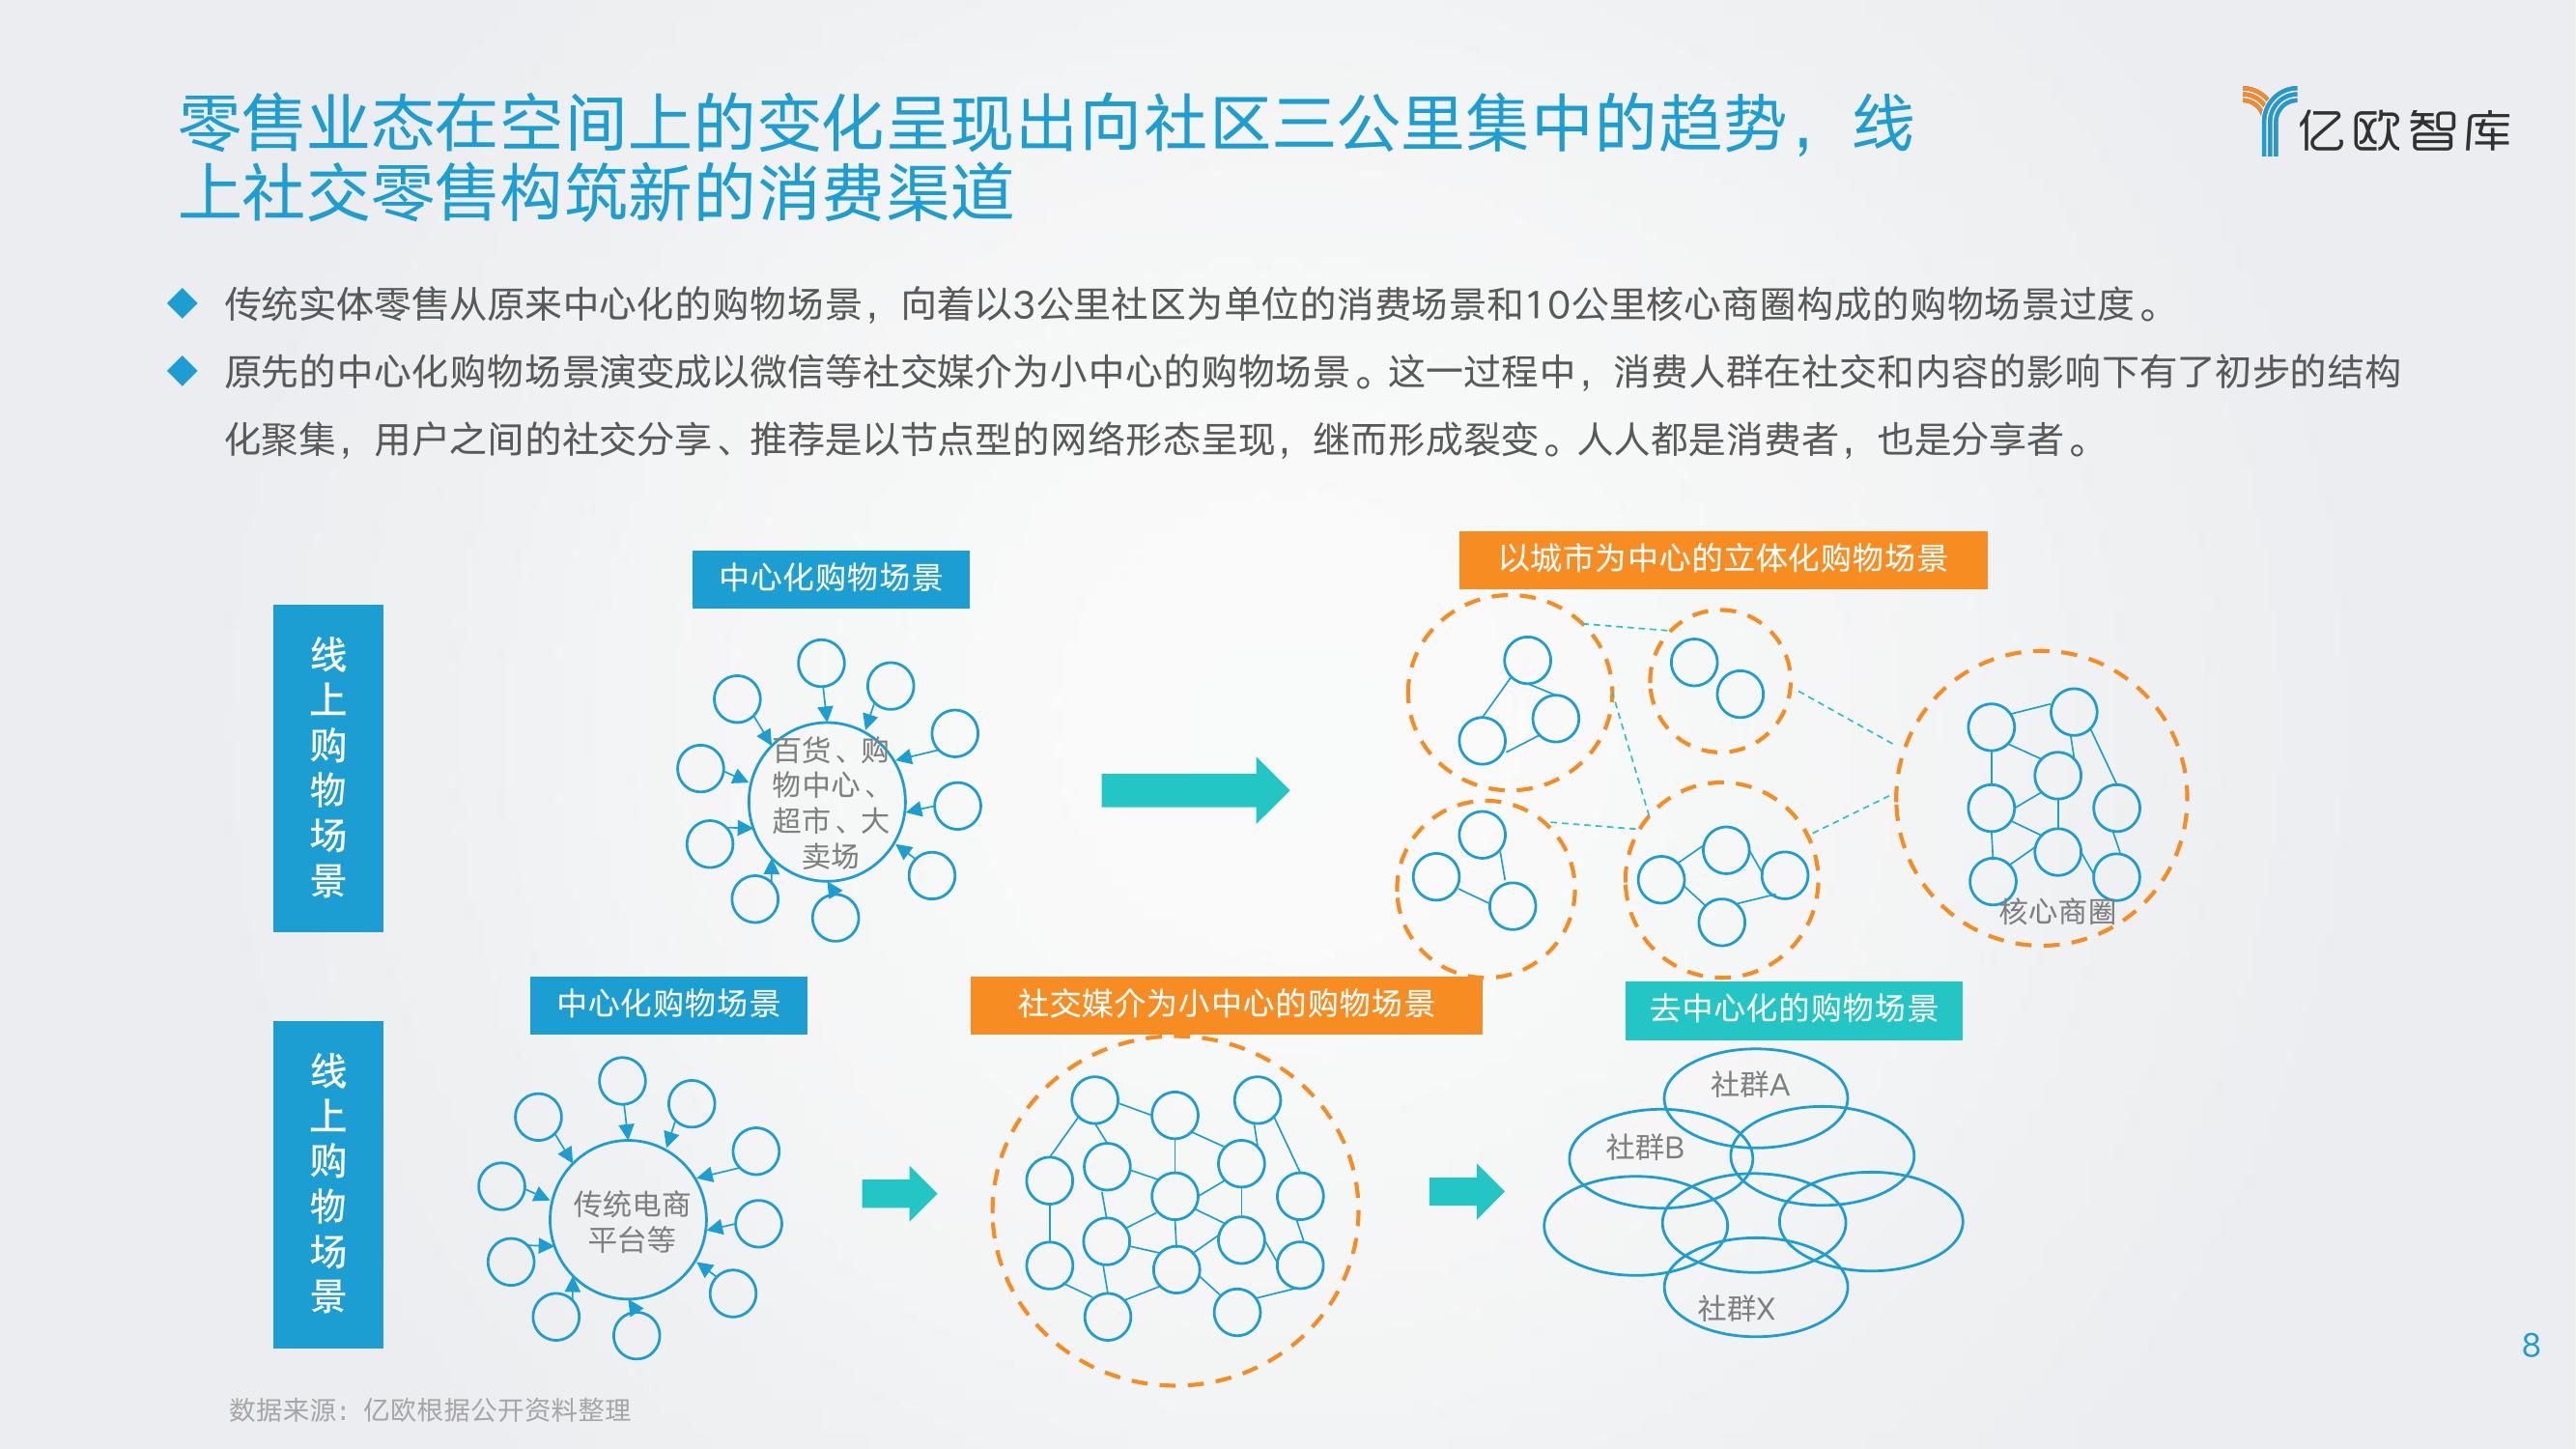 零售业态在空间上的变化呈现出向社区三公里集中的趋势，线
上社交零售构筑新的消费渠道
亿欧智库
传统实体零售从原来中心化的购物场景，向着以3公里社区为单位的消费场景和10公里核心商圈构成的购物场景过度。
原先的中心化购物场景演变成以微信等社交媒介为小中心的购物场景。这一过程中，消费人群在社交和内容的影响下有了初步的结构
化聚集，用户之间的社交分享、推荐是以节点型的网络形态呈现，继而形成裂变。人人都是消费者，也是分享者。
线上购物场景
中心化购物场景
百货、购
物中心、
超市、大
卖场
以城市为中心的立体化购物场景
核心商圈
线上购物场景
中心化购物场景
传统电商
平台等
社交媒介为小中心的购物场景
去中心化的购物场景
社群A
社群B
社群X
8
数据来源：亿欧根据公开资料整理